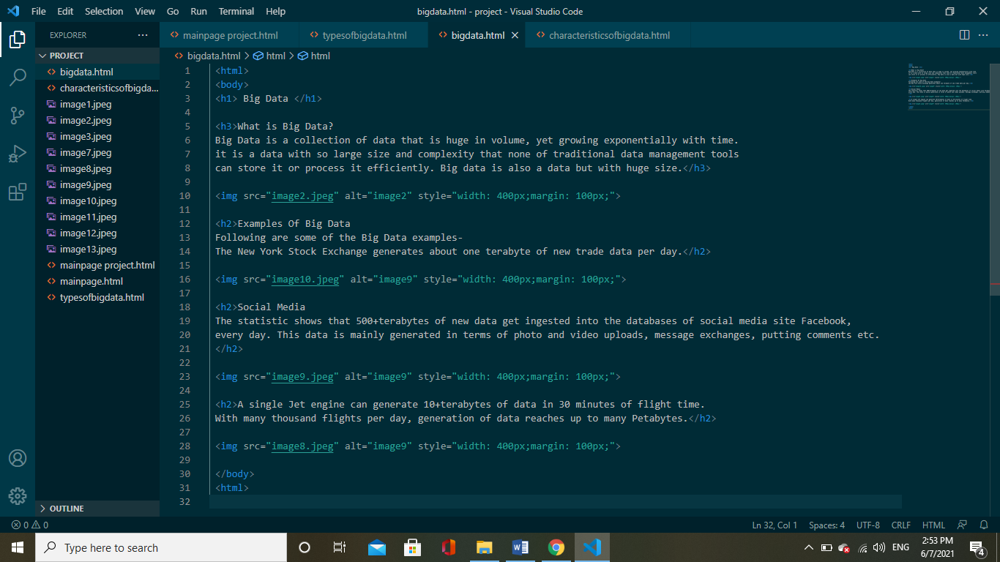 File Edit Selection View Go Run Terminal Help
bigdata.html - project - Visual Studio Code
EXPLORER
PROJECT
bigdata.html
characteristicsofbigda...
image1.jpeg
image2.jpeg
image3.jpeg
image7.jpeg
image8.jpeg
image9.jpeg
image10.jpeg
image11.jpeg
image12.jpeg
image13.jpeg
mainpage project.html
mainpage.html
typesofbigdata.html
OUTLINE
mainpage project.html typesofbigdata.html bigdata.html characteristicsofbigdata.html
bigdata.html > html > html
1 <html>
2 <body>
3 <h1> Big Data </h1>
4
5 <h3>What is Big Data?
6 Big Data is a collection of data that is huge in volume, yet growing exponentially with time.
7 it is a data with so large size and complexity that none of traditional data management tools
8 can store it or process it efficiently. Big data is also a data but with huge size.</h3>
9
10 <img src="image2.jpeg" alt="image2" style="width: 400px;margin: 100px;">
11
12 <h2>Examples Of Big Data
13 Following are some of the Big Data examples-
14 The New York Stock Exchange generates about one terabyte of new trade data per day.</h2>
15
16 <img src="image10.jpeg" alt="image9" style="width: 400px;margin: 100px;">
17
18 <h2>Social Media
19 The statistic shows that 500+terabytes of new data get ingested into the databases of social media site Facebook,
20 every day. This data is mainly generated in terms of photo and video uploads, message exchanges, putting comments etc.
21 </h2>
22
23 <img src="image9.jpeg" alt="image9" style="width: 400px;margin: 100px;">
24
25 <h2>A single Jet engine can generate 10+terabytes of data in 30 minutes of flight time.
26 With many thousand flights per day, generation of data reaches up to many Petabytes.</h2>
27
28 <img src="image8.jpeg" alt="image9" style="width: 400px;margin: 100px;">
29
30 </body>
31 <html>
32
0 0
Ln 32, Col 1 Spaces: 4 UTF-8 CRLF HTML
Type here to search
ENG
2:53 PM
6/7/2021
4